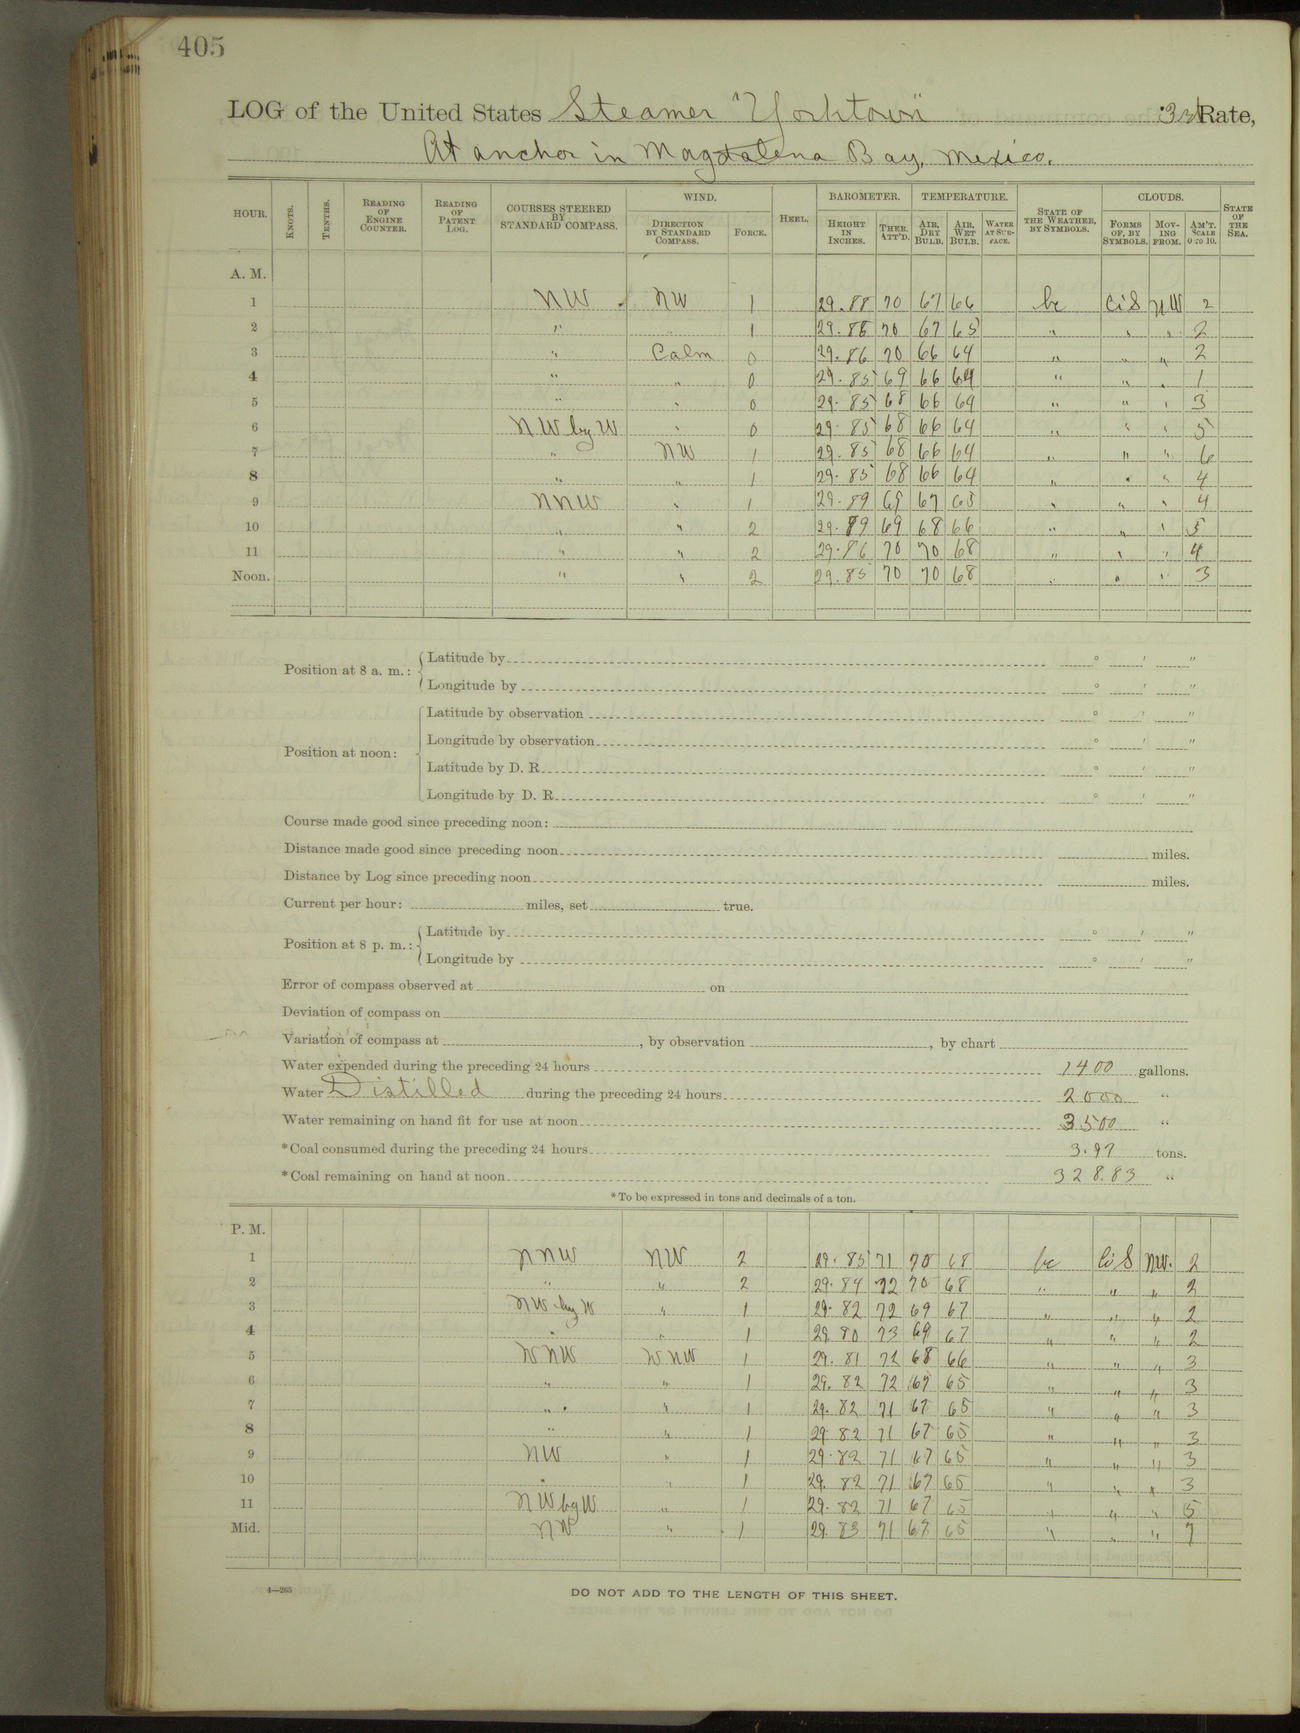 405
LOG of the United States Steamer "Yorktown" 3rd Rate,
At anchor in Magdalena Bay, Mexico.
HOUR. KNOTS. TENTHS. READING OF ENGINE COUNTER. READING OF PATENT LOG. COURSES STEERED BY STANDARD COMPASS. WIND. DIRECTION BY STANDARD COMPASS. FORCE. HEEL. BAROMETER. HEIGHT IN INCHES. THER. ATT'D. TEMPERATURE. AIR, DRY BULB. AIR, WET BULB. WATER AT SURFACE. STATE OF THE WEATHER, BY SYMBOLS. CLOUDS. FORMS OF, BY SYMBOLS. MOVING FROM. AM'T. SCALE 0 TO 10. STATE OF THE SEA.
A. M.
1 NW NW 1 29.88 70 67 66 bc CiS NW 2
2 " " 1 29.86 70 67 65 " " " 2
3 " Calm 0 29.86 70 66 64 " " " 2
4 " " 0 29.85 69 66 64 " " " 1
5 " " 0 29.85 68 66 64 " " " 3
6 NW by W " 0 29.85 68 66 64 " " " 5
7 " NW 1 29.85 68 66 64 " " " 6
8 " " 1 29.85 68 66 64 " " " 4
9 NNW " 1 29.89 69 67 65 " " " 4
10 " " 2 29.89 69 68 66 " " " 5
11 " " 2 29.86 70 70 68 " " " 4
Noon. " " 2 29.85 70 70 68 " " " 3
Position at 8 a. m.: Latitude by ° ' "
Longitude by ° ' "
Position at noon: Latitude by observation ° ' "
Longitude by observation ° ' "
Latitude by D. R. ° ' "
Longitude by D. R. ° ' "
Course made good since preceding noon:
Distance made good since preceding noon miles.
Distance by Log since preceding noon miles.
Current per hour: miles, set true.
Position at 8 p. m.: Latitude by ° ' "
Longitude by ° ' "
Error of compass observed at on
Deviation of compass on
Variation of compass at , by observation , by chart
Water expended during the preceding 24 hours 1400 gallons.
Water Distilled during the preceding 24 hours 2000 "
Water remaining on hand fit for use at noon 3500 "
*Coal consumed during the preceding 24 hours 3.97 tons.
*Coal remaining on hand at noon 328.83 "
*To be expressed in tons and decimals of a ton.
P. M.
1 NNW NW 2 29.85 71 70 68 bc CiS NW. 2
2 " " 2 29.84 72 70 68 " " " 2
3 NW by W " 1 29.82 72 69 67 " " " 2
4 " " 1 29.80 73 69 67 " " " 2
5 WNW WNW 1 29.81 72 68 66 " " " 3
6 " " 1 29.82 72 67 65 " " " 3
7 " " 1 29.82 71 67 65 " " " 3
8 " " 1 29.82 71 67 65 " " " 3
9 NW " 1 29.82 71 67 65 " " " 3
10 " " 1 29.82 71 67 65 " " " 3
11 NW by W " 1 29.82 71 67 65 " " " 5
Mid. NW " 1 29.83 71 67 65 " " " 7
4—265
DO NOT ADD TO THE LENGTH OF THIS SHEET.